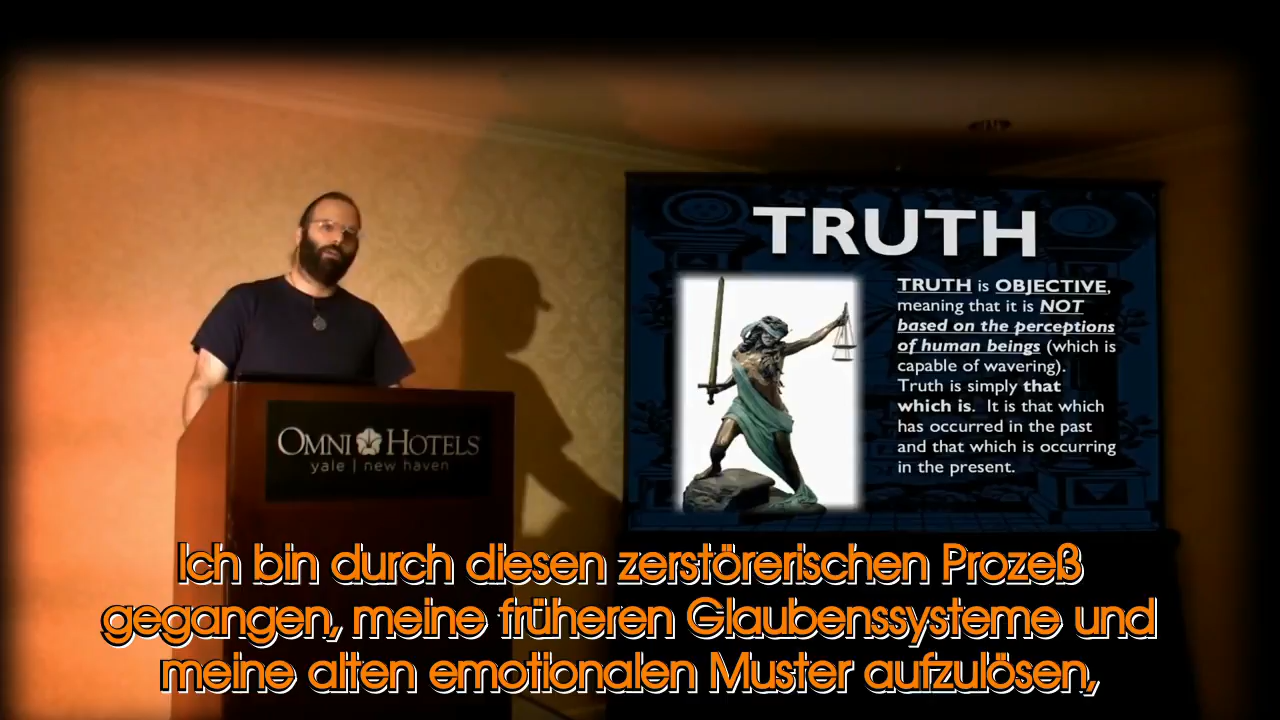 TRUTH
TRUTH is OBJECTIVE,
meaning that it is NOT
based on the perceptions
of human beings (which is
capable of wavering).
Truth is simply that
which is. It is that which
has occurred in the past
and that which is occurring
in the present.
OMNI HOTELS
yale | new haven
Ich bin durch diesen zerstörerischen Prozeß
gegangen, meine früheren Glaubenssysteme und
meine alten emotionalen Muster aufzulösen,